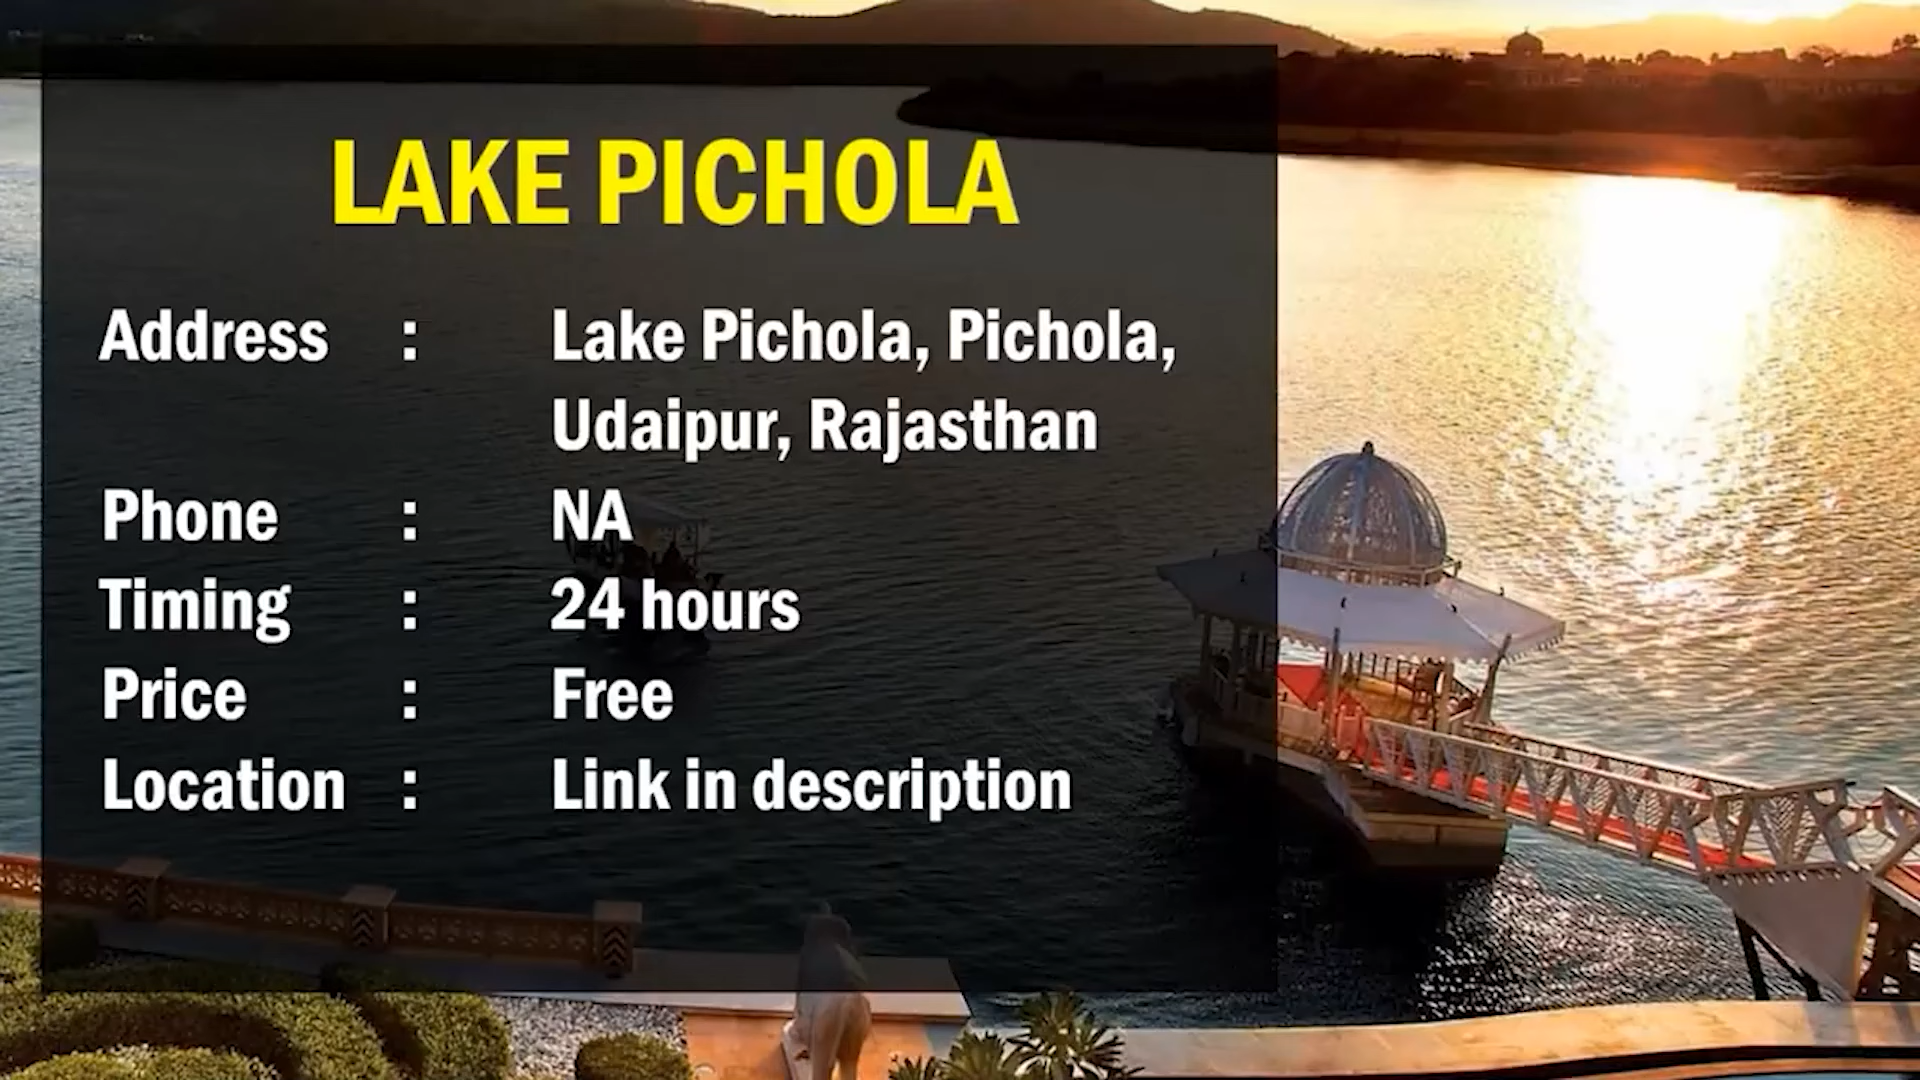 LAKE PICHOLA
Address : Lake Pichola, Pichola,
Udaipur, Rajasthan
Phone : NA
Timing : 24 hours
Price : Free
Location : Link in description